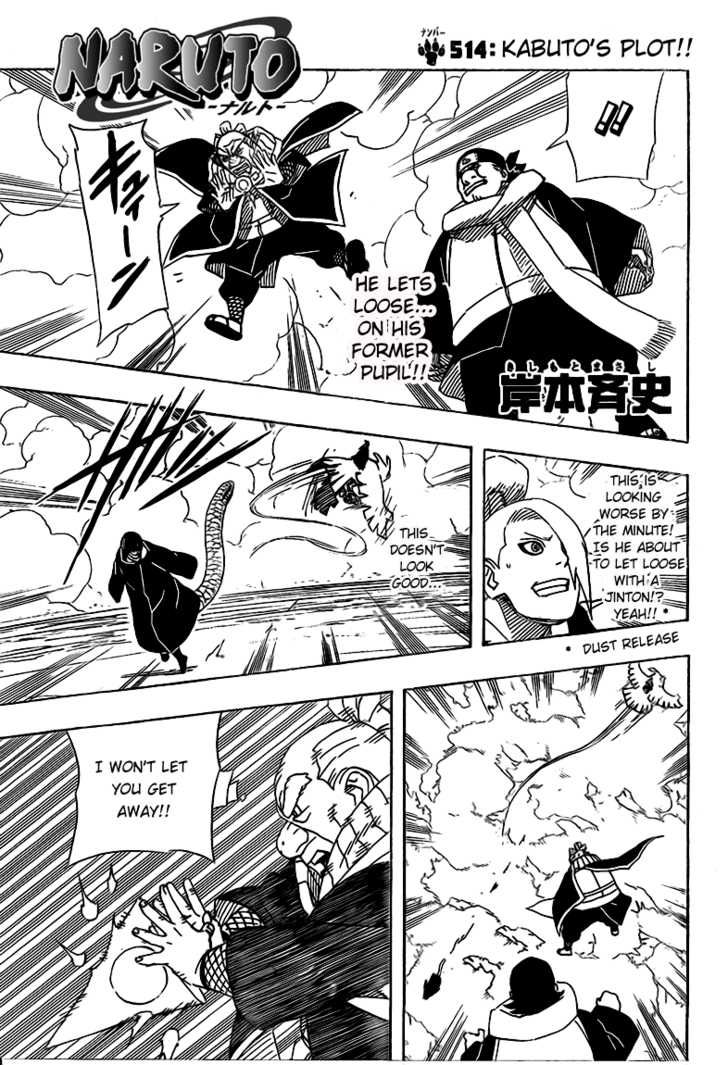 NARUTO
-ナルト-
ナンバー
514: KABUTO'S PLOT!!
!!
キュイーン
HE LETS
LOOSE...
ON HIS
FORMER
PUPIL!!
きしもとまさし
岸本斉史
THIS IS
LOOKING
WORSE BY
THE MINUTE!
IS HE ABOUT
TO LET LOOSE
WITH A
JINTON!?
YEAH!! *
* DUST RELEASE
THIS
DOESN'T
LOOK
GOOD...
I WON'T LET
YOU GET
AWAY!!